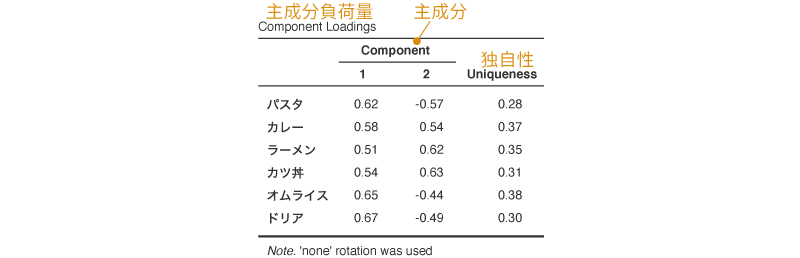 主成分負荷量 主成分
Component Loadings
Component 独自性
1 2 Uniqueness
パスタ 0.62 -0.57 0.28
カレー 0.58 0.54 0.37
ラーメン 0.51 0.62 0.35
カツ丼 0.54 0.63 0.31
オムライス 0.65 -0.44 0.38
ドリア 0.67 -0.49 0.30
Note. 'none' rotation was used